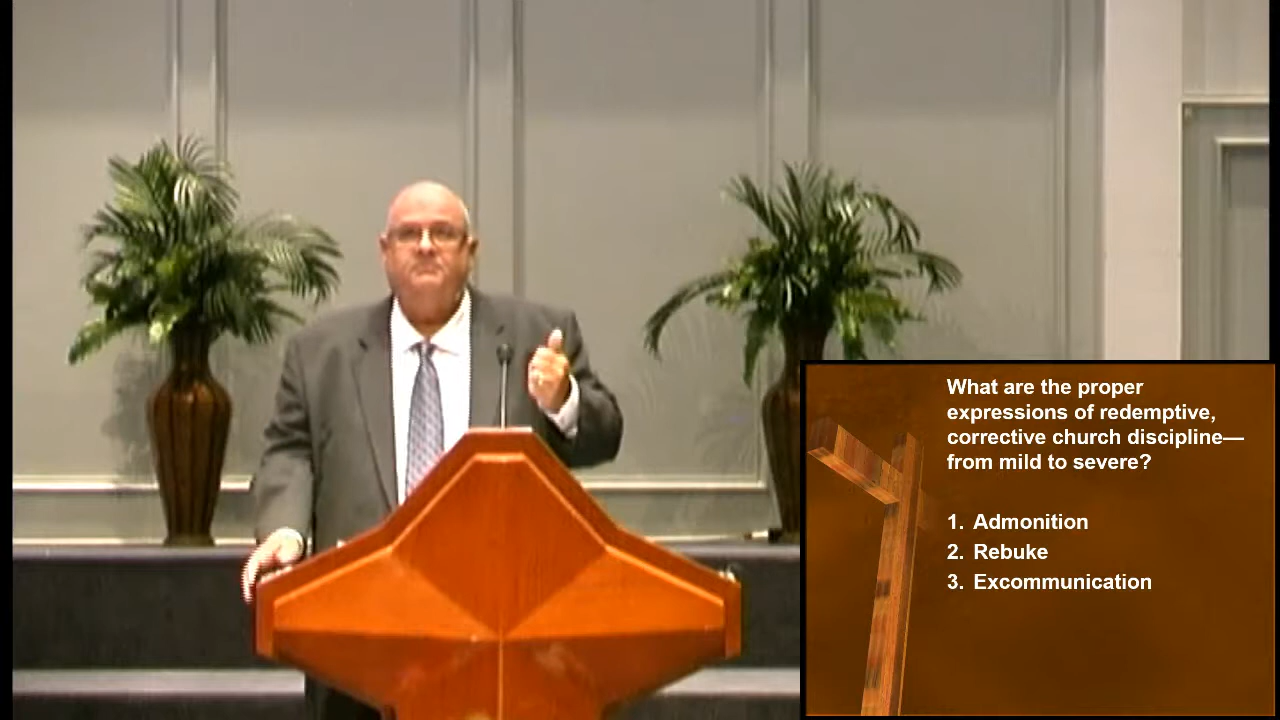 What are the proper
expressions of redemptive,
corrective church discipline—
from mild to severe?
1. Admonition
2. Rebuke
3. Excommunication